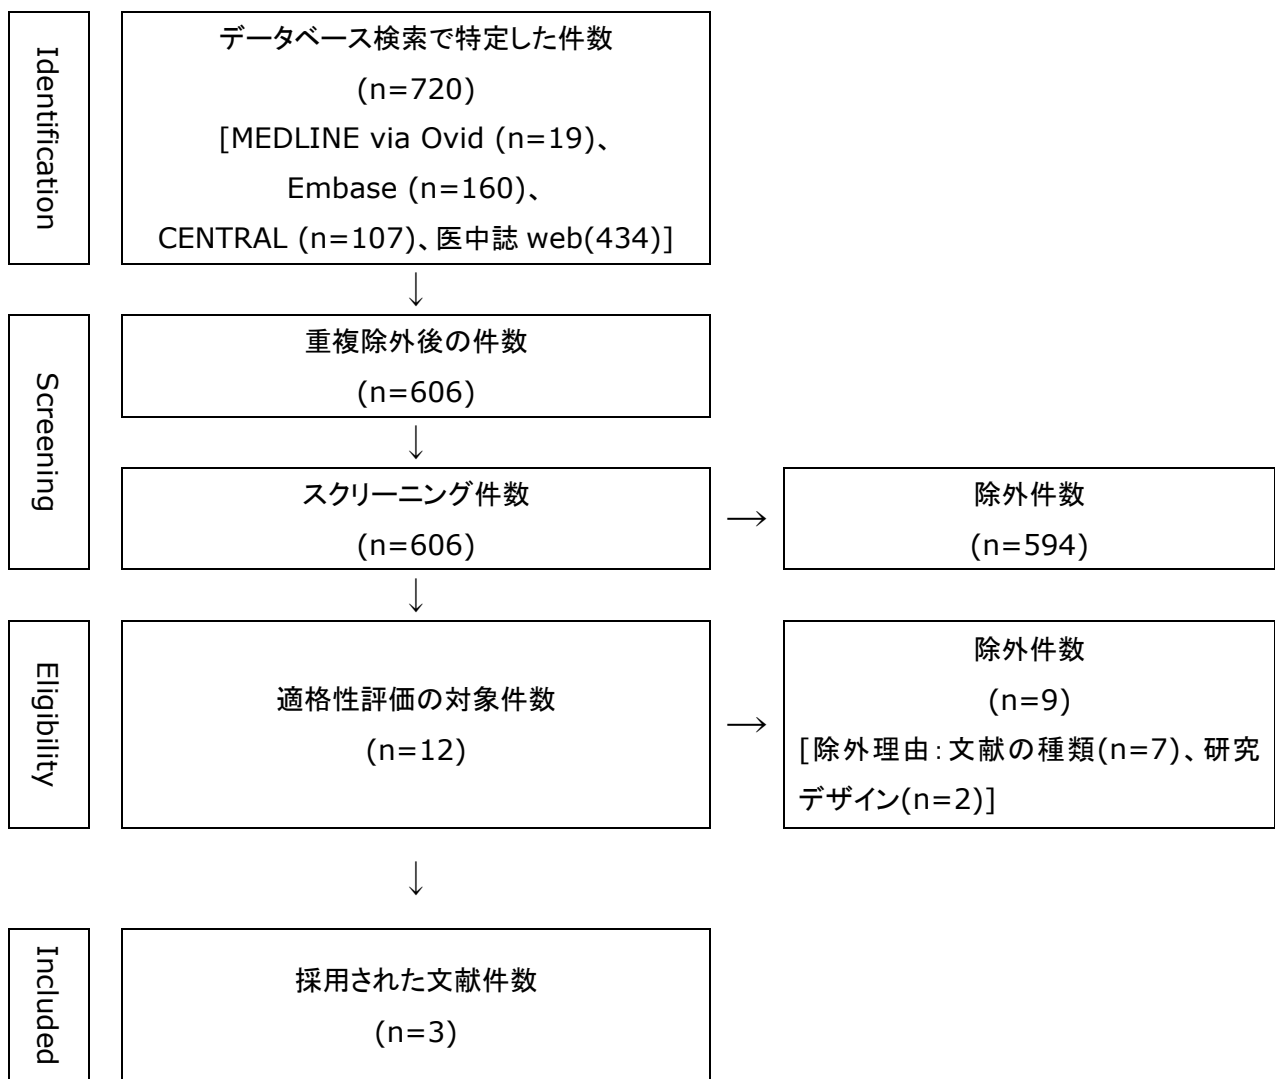 Identification
データベース検索で特定した件数
(n=720)
[MEDLINE via Ovid (n=19)、
Embase (n=160)、
CENTRAL (n=107)、医中誌 web(434)]
↓
Screening
重複除外後の件数
(n=606)
↓
スクリーニング件数
(n=606)
→
除外件数
(n=594)
↓
Eligibility
適格性評価の対象件数
(n=12)
→
除外件数
(n=9)
[除外理由:文献の種類(n=7)、研究
デザイン(n=2)]
↓
Included
採用された文献件数
(n=3)